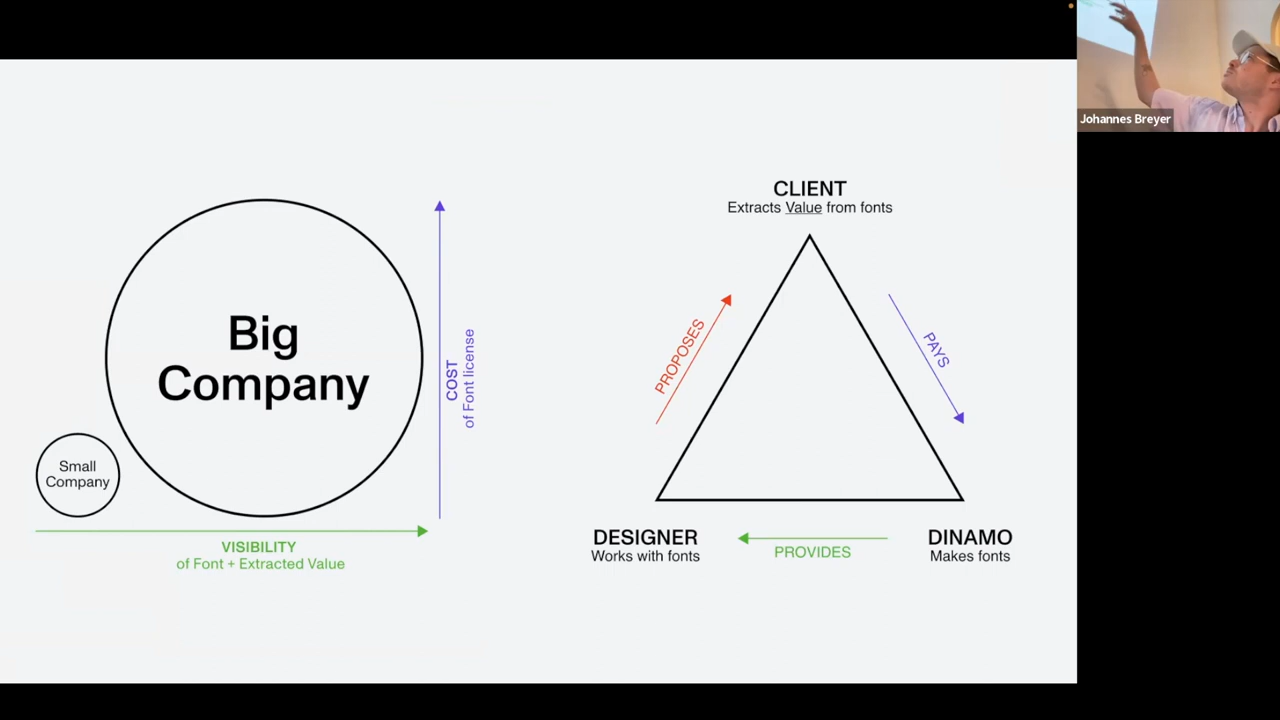 Johannes Breyer
Big
Company
Small
Company
COST
of Font license
VISIBILITY
of Font + Extracted Value
CLIENT
Extracts Value from fonts
PROPOSES
PAYS
DESIGNER
Works with fonts
PROVIDES
DINAMO
Makes fonts